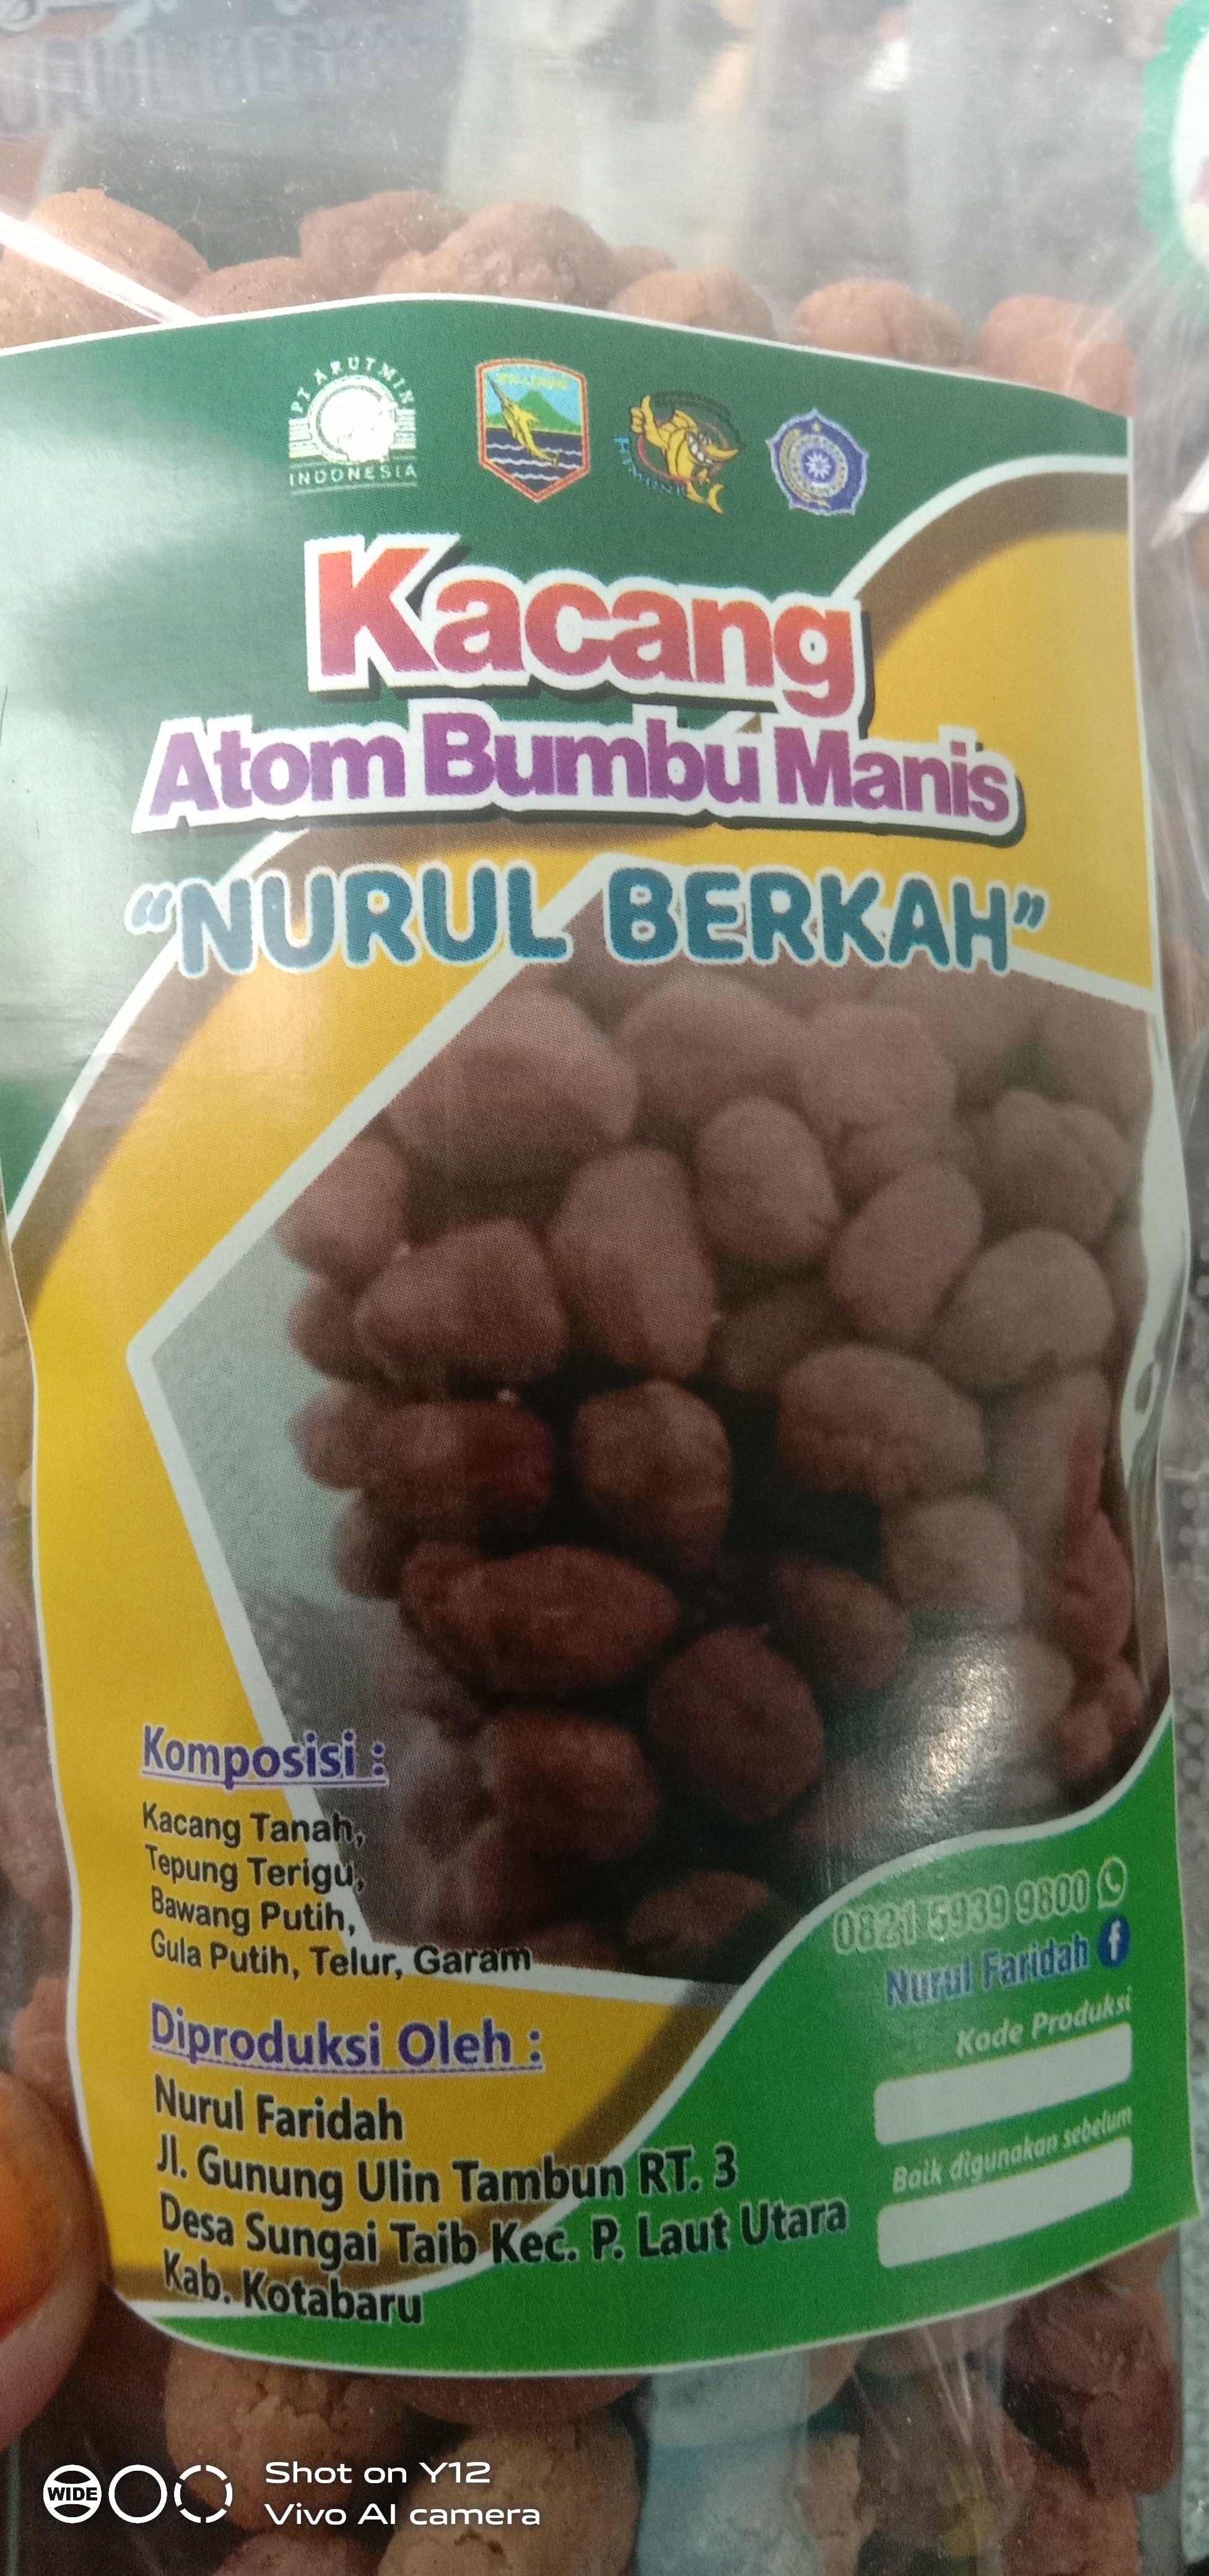 PT ARUTMIN
INDONESIA
Kacang
Atom Bumbu Manis
"NURUL BERKAH"
Komposisi :
Kacang Tanah,
Tepung Terigu,
Bawang Putih,
Gula Putih, Telur, Garam
0821 5939 9800
Nurul Faridah
Kode Produksi
Baik digunakan sebelum
Diproduksi Oleh :
Nurul Faridah
Jl. Gunung Ulin Tambun RT. 3
Desa Sungai Taib Kec. P. Laut Utara
Kab. Kotabaru
WIDE
Shot on Y12
Vivo AI camera